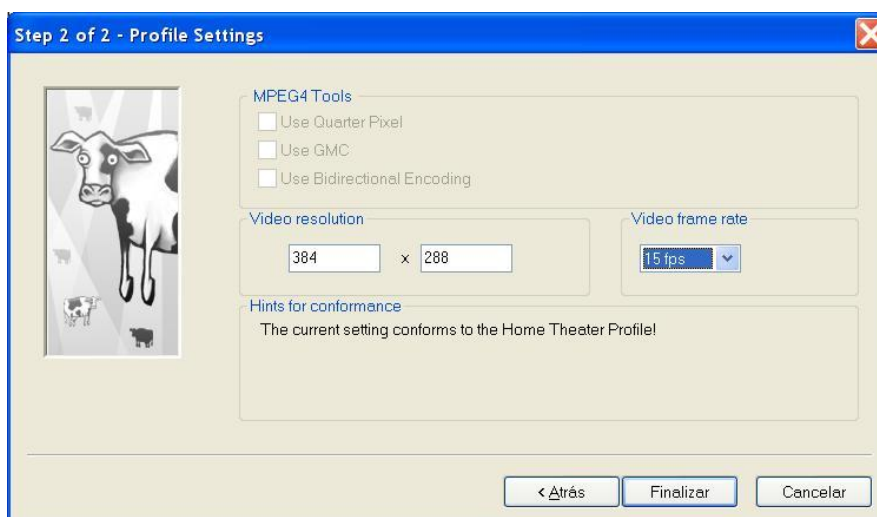 Step 2 of 2 - Profile Settings
MPEG4 Tools
Use Quarter Pixel
Use GMC
Use Bidirectional Encoding
Video resolution
384 x 288
Video frame rate
15 fps
Hints for conformance
The current setting conforms to the Home Theater Profile!
< Atrás
Finalizar
Cancelar